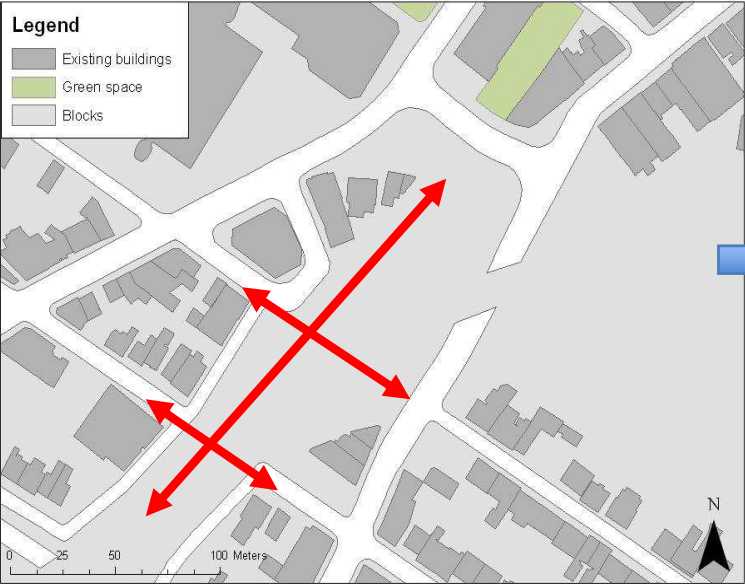 Legend
Existing buildings
Green space
Blocks
N
0 25 50 100 Meters